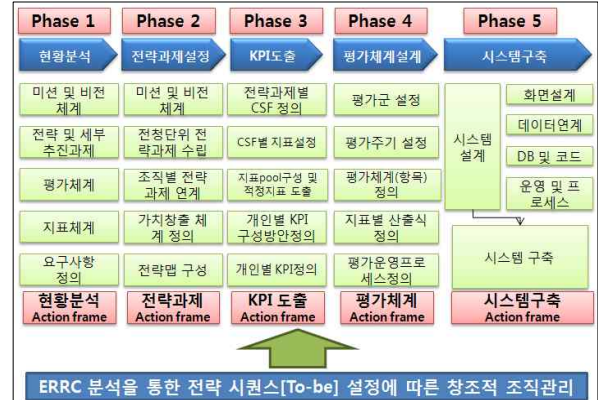 Phase 1
Phase 2
Phase 3
Phase 4
Phase 5
현황분석
전략과제설정
KPI도출
평가체계설계
시스템구축
미션 및 비전
체계
전략 및 세부
추진과제
평가체계
지표체계
요구사항
정의
미션 및 비전
체계
전청단위 전
략과제 수립
조직별 전략
과제 연계
가치창출 체
계 정의
전략맵 구성
전략과제별
CSF 정의
CSF별 지표설정
지표pool구성 및
적정지표 도출
개인별 KPI
구성방안정의
개인별 KPI정의
평가군 설정
평가주기 설정
평가체계(항목)
정의
지표별 산출식
정의
평가운영프로
세스정의
시스템
설계
화면설계
데이터연계
DB 및 코드
운영 및 프
로세스
시스템 구축
현황분석
Action frame
전략과제
Action frame
KPI 도출
Action frame
평가체계
Action frame
시스템구축
Action frame
ERRC 분석을 통한 전략 시퀀스[To-be] 설정에 따른 창조적 조직관리